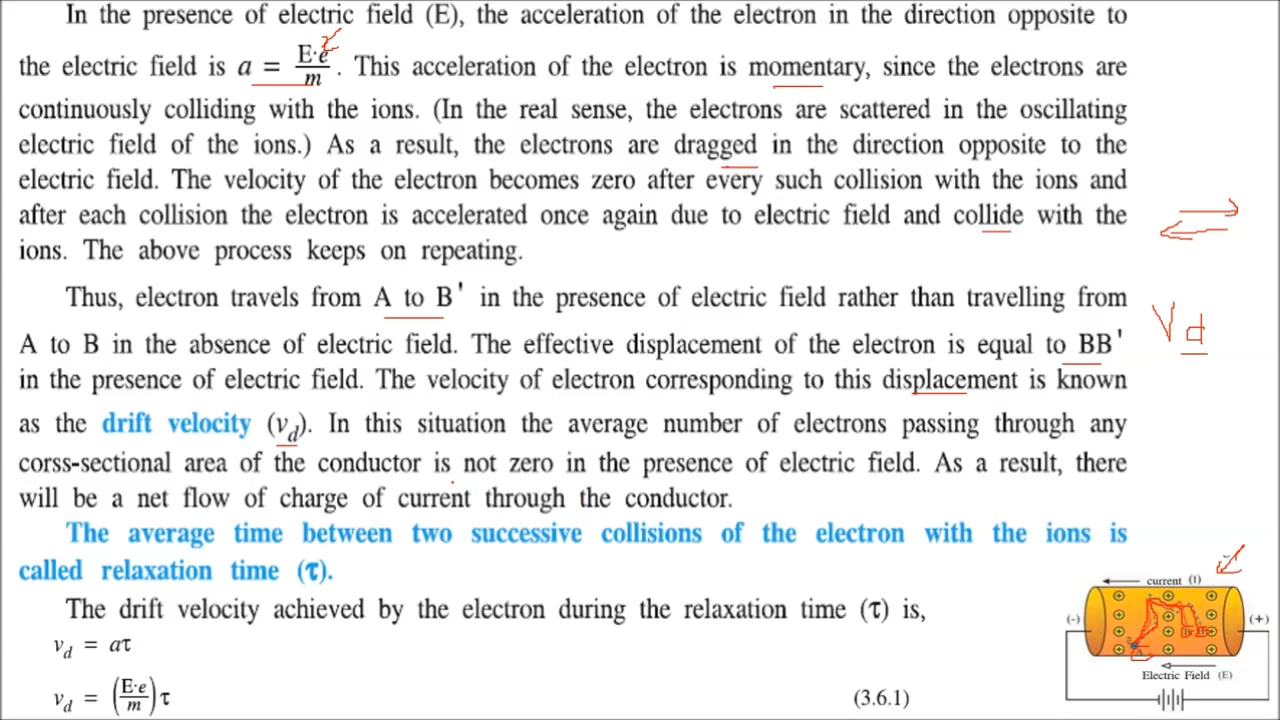 In the presence of electric field (E), the acceleration of the electron in the direction opposite to
the electric field is a = E·e/m. This acceleration of the electron is momentary, since the electrons are
continuously colliding with the ions. (In the real sense, the electrons are scattered in the oscillating
electric field of the ions.) As a result, the electrons are dragged in the direction opposite to the
electric field. The velocity of the electron becomes zero after every such collision with the ions and
after each collision the electron is accelerated once again due to electric field and collide with the
ions. The above process keeps on repeating.
Thus, electron travels from A to B' in the presence of electric field rather than travelling from
A to B in the absence of electric field. The effective displacement of the electron is equal to BB'
in the presence of electric field. The velocity of electron corresponding to this displacement is known
as the drift velocity (vd). In this situation the average number of electrons passing through any
corss-sectional area of the conductor is not zero in the presence of electric field. As a result, there
will be a net flow of charge of current through the conductor.
The average time between two successive collisions of the electron with the ions is
called relaxation time (τ).
The drift velocity achieved by the electron during the relaxation time (τ) is,
vd = aτ
vd = (E·e/m) τ (3.6.1)
Vd
current (I)
(-)
(+)
Electric Field (E)